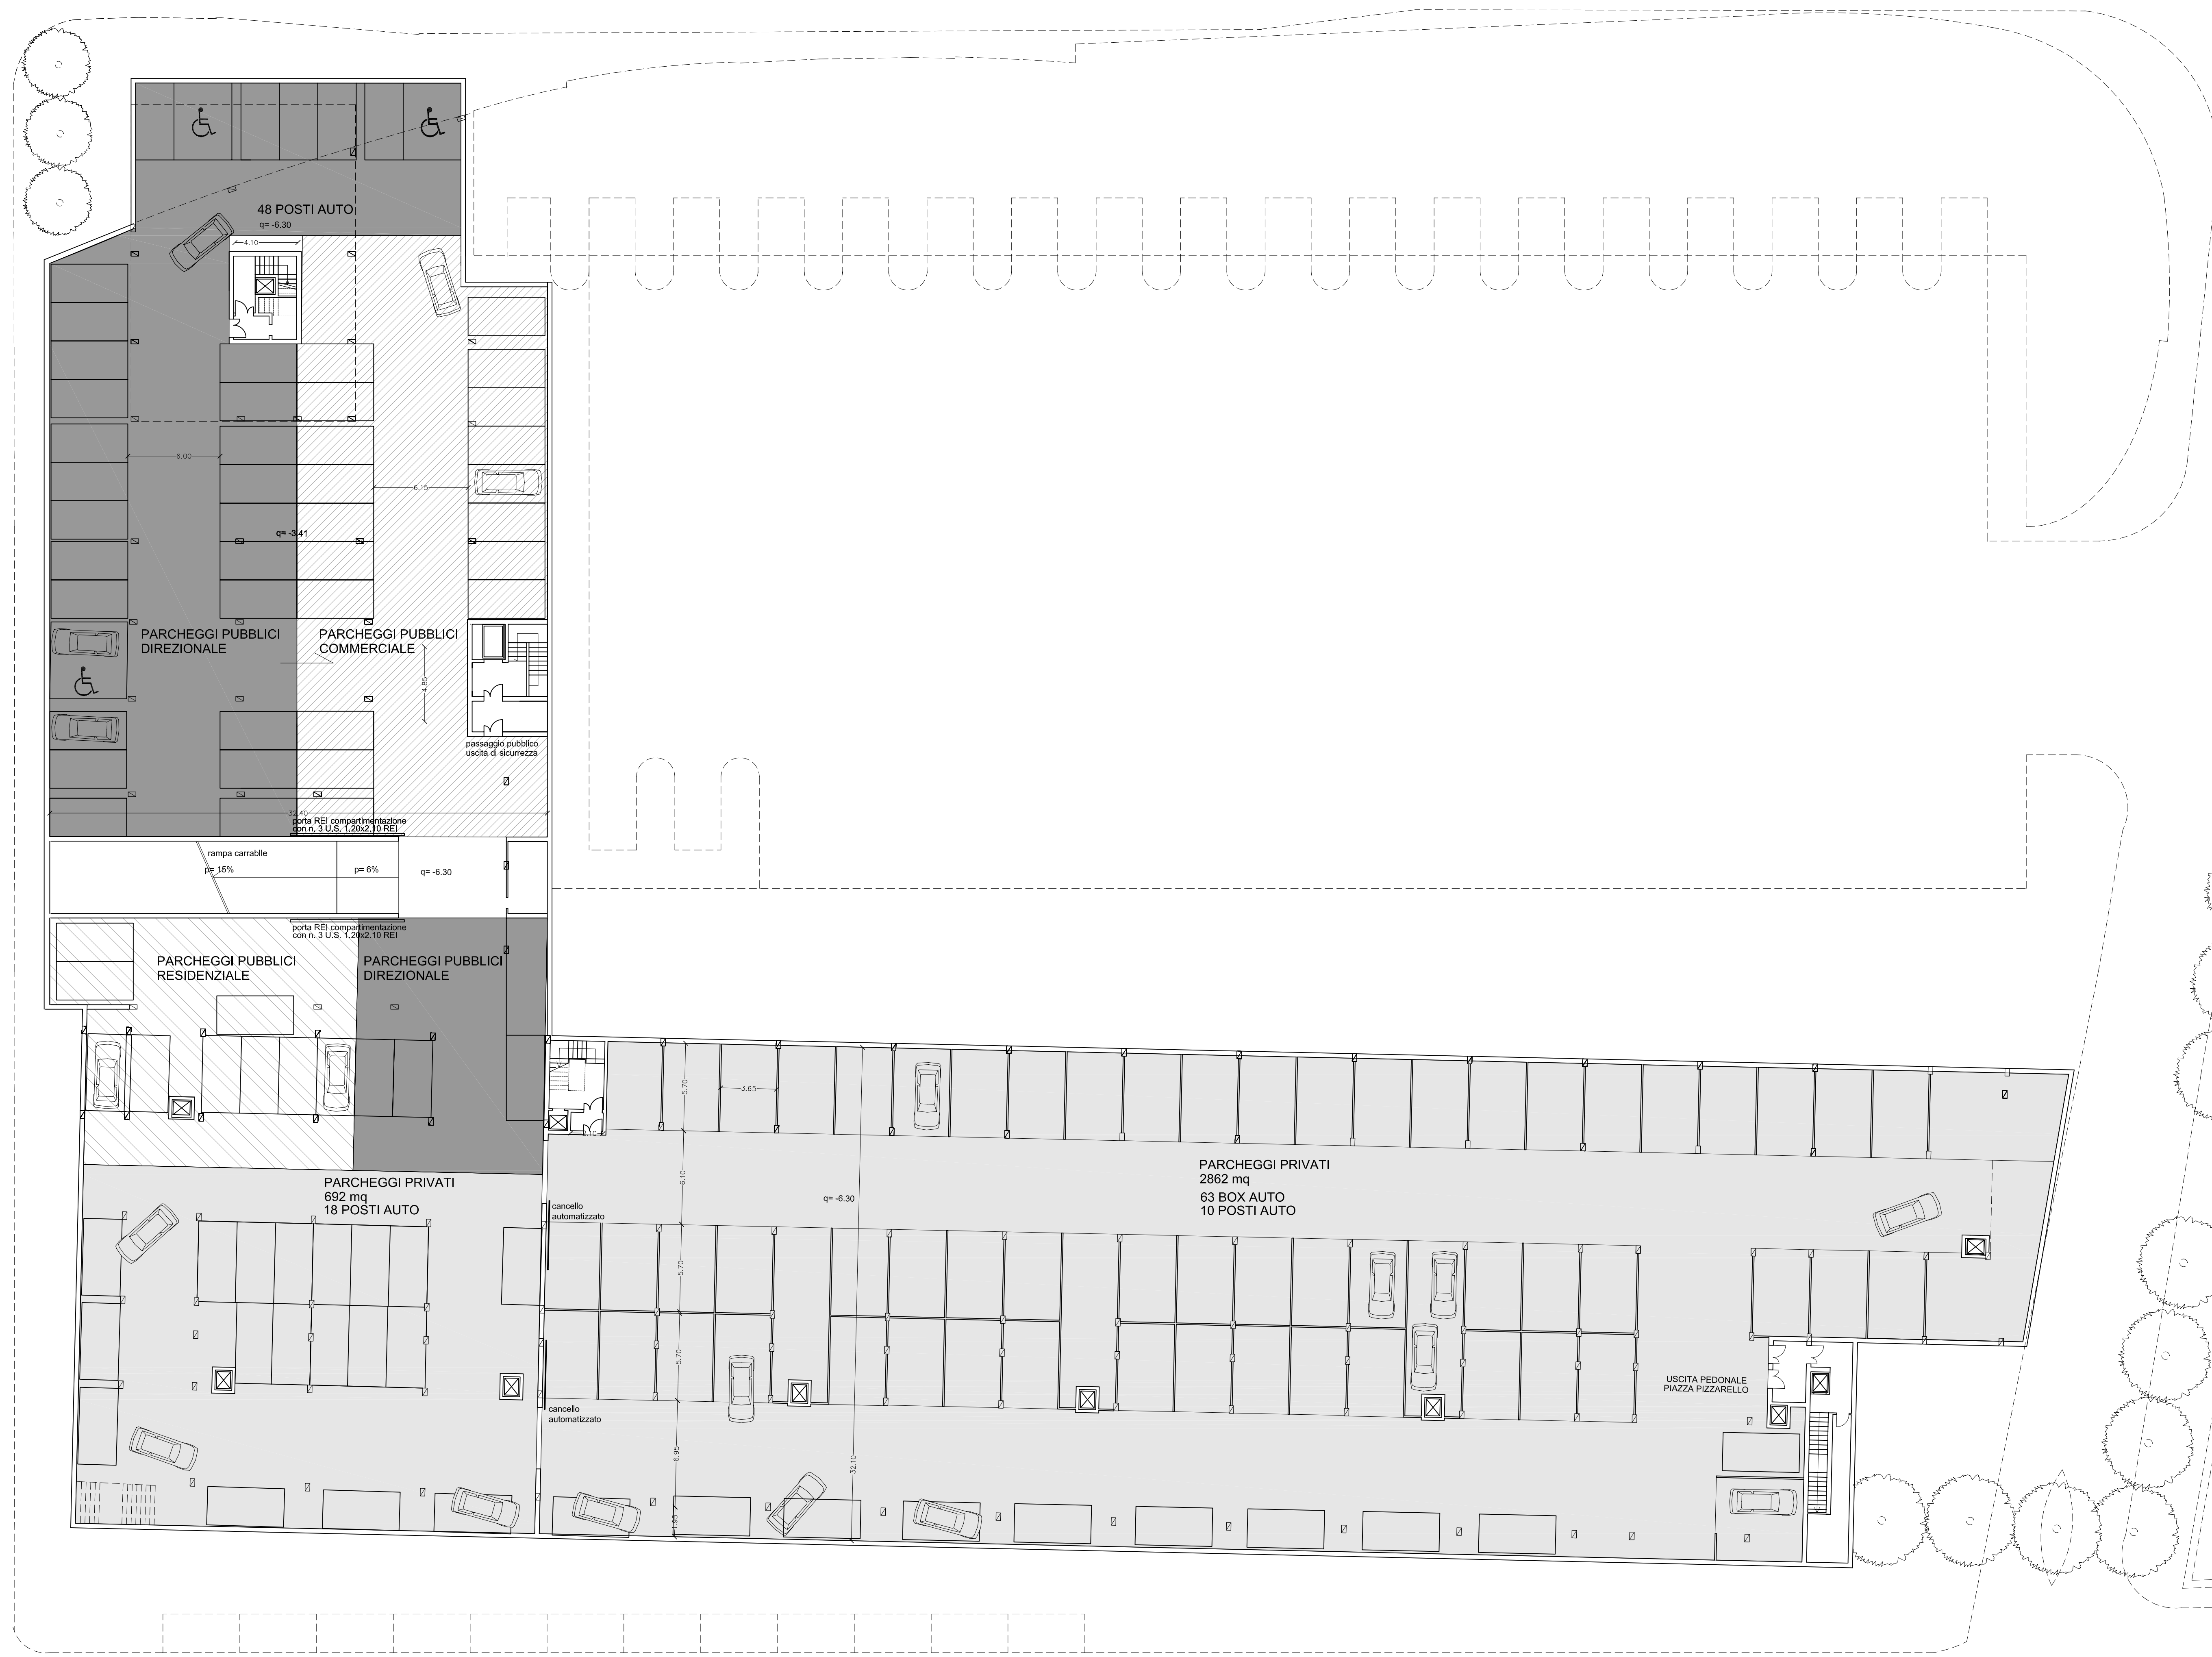 48 POSTI AUTO
q= -6,30
4.10
6.00
6.15
q= -3.41
PARCHEGGI PUBBLICI
DIREZIONALE
PARCHEGGI PUBBLICI
COMMERCIALE
4.85
passaggio pubblico
uscita di sicurrezza
32.40
porta REI compartimentazione
con n. 3 U.S. 1,20x2,10 REI
rampa carrabile
p= 15%
p= 6%
q= -6.30
porta REI compartimentazione
con n. 3 U.S. 1,20x2,10 REI
PARCHEGGI PUBBLICI
RESIDENZIALE
PARCHEGGI PUBBLICI
DIREZIONALE
5.70
3.65
6.10
PARCHEGGI PRIVATI
692 mq
18 POSTI AUTO
PARCHEGGI PRIVATI
2862 mq
63 BOX AUTO
10 POSTI AUTO
q= -6.30
cancello
automatizzato
5.70
5.70
USCITA PEDONALE
PIAZZA PIZZARELLO
cancello
automatizzato
6.95
32.10
1.95